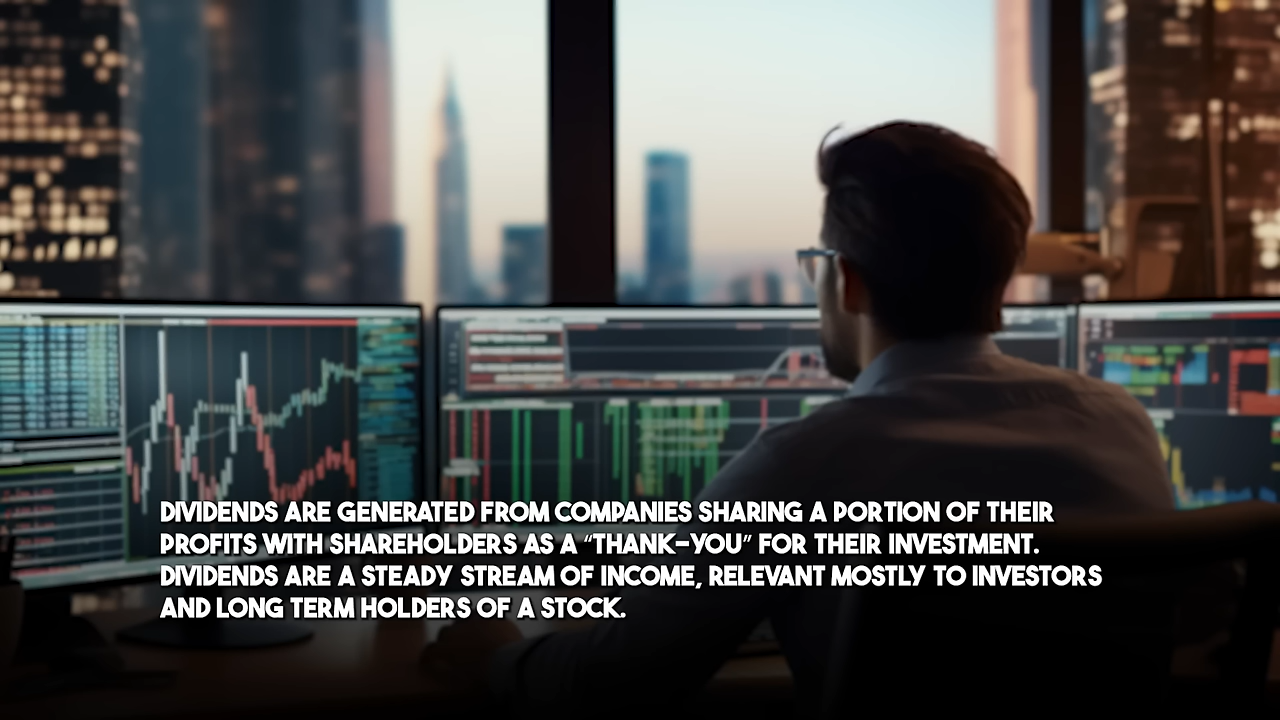 DIVIDENDS ARE GENERATED FROM COMPANIES SHARING A PORTION OF THEIR
PROFITS WITH SHAREHOLDERS AS A “THANK-YOU” FOR THEIR INVESTMENT.
DIVIDENDS ARE A STEADY STREAM OF INCOME, RELEVANT MOSTLY TO INVESTORS
AND LONG TERM HOLDERS OF A STOCK.